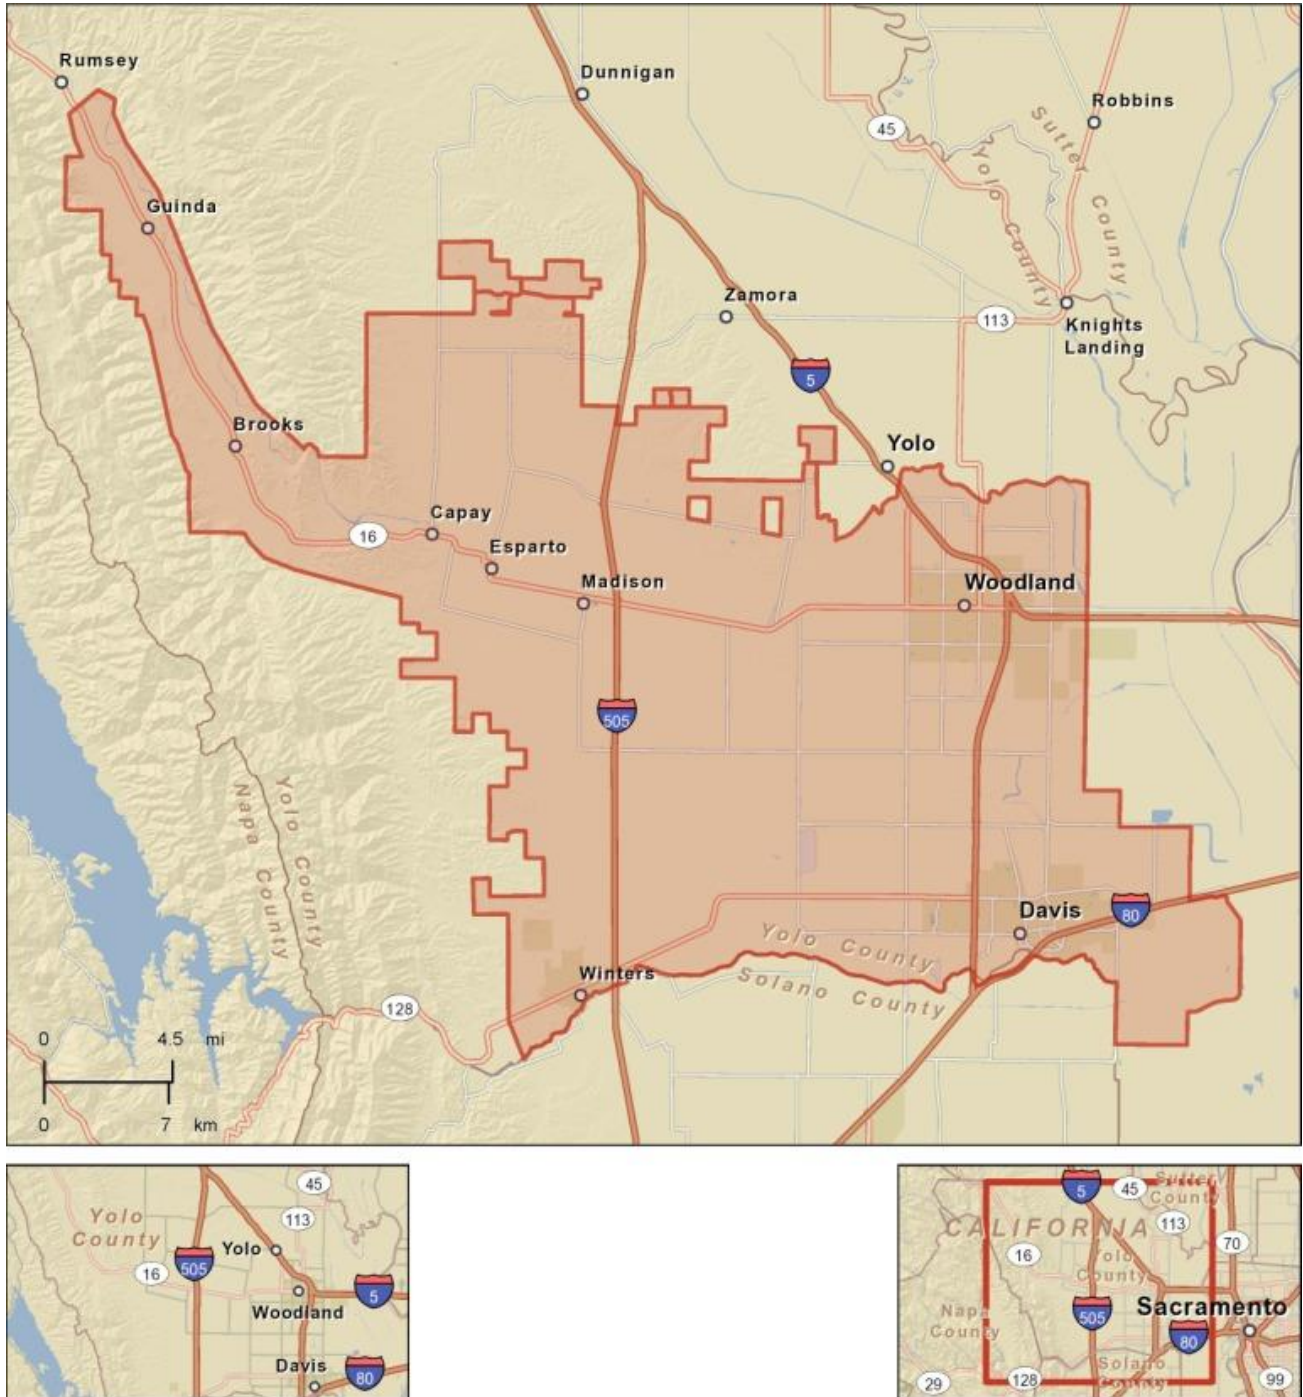 Rumsey
Dunnigan
Robbins
45
Sutter County
Yolo County
Guinda
Zamora
113
Knights
Landing
5
Brooks
Yolo
Capay
16
Esparto
Madison
Woodland
505
Yolo County
Napa County
Davis
80
Yolo County
Solano County
Winters
128
0 4.5 mi
0 7 km
45
Yolo
County
113
Yolo
505
16
5
Woodland
Davis
80
5
45
Sutter
County
CALIFORNIA
113
16
70
Yolo
County
Napa
County
505
Sacramento
80
Solano
County
29
128
99